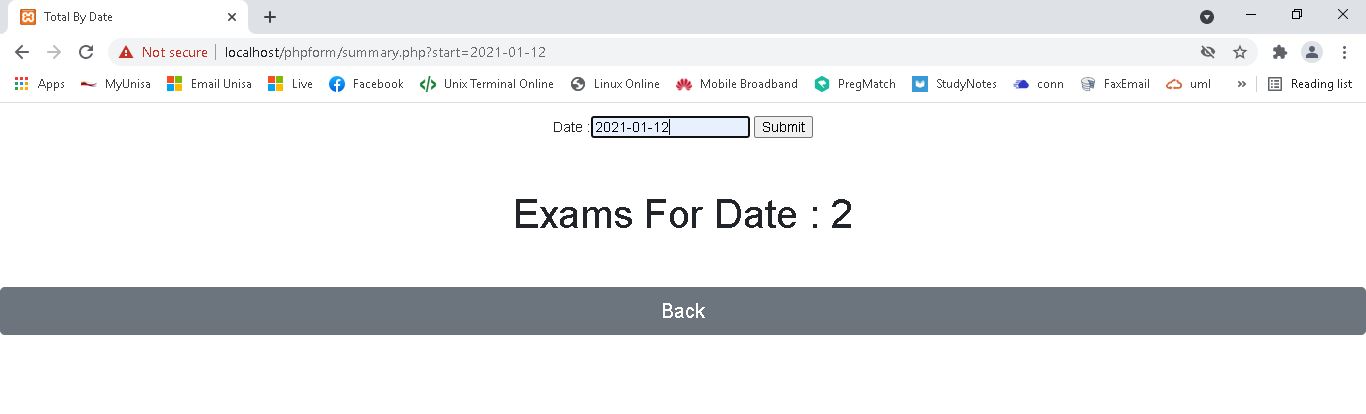 Total By Date
Not secure localhost/phpform/summary.php?start=2021-01-12
Apps MyUnisa Email Unisa Live Facebook Unix Terminal Online Linux Online Mobile Broadband PregMatch StudyNotes conn FaxEmail uml » Reading list
Date : 2021-01-12 Submit
Exams For Date : 2
Back